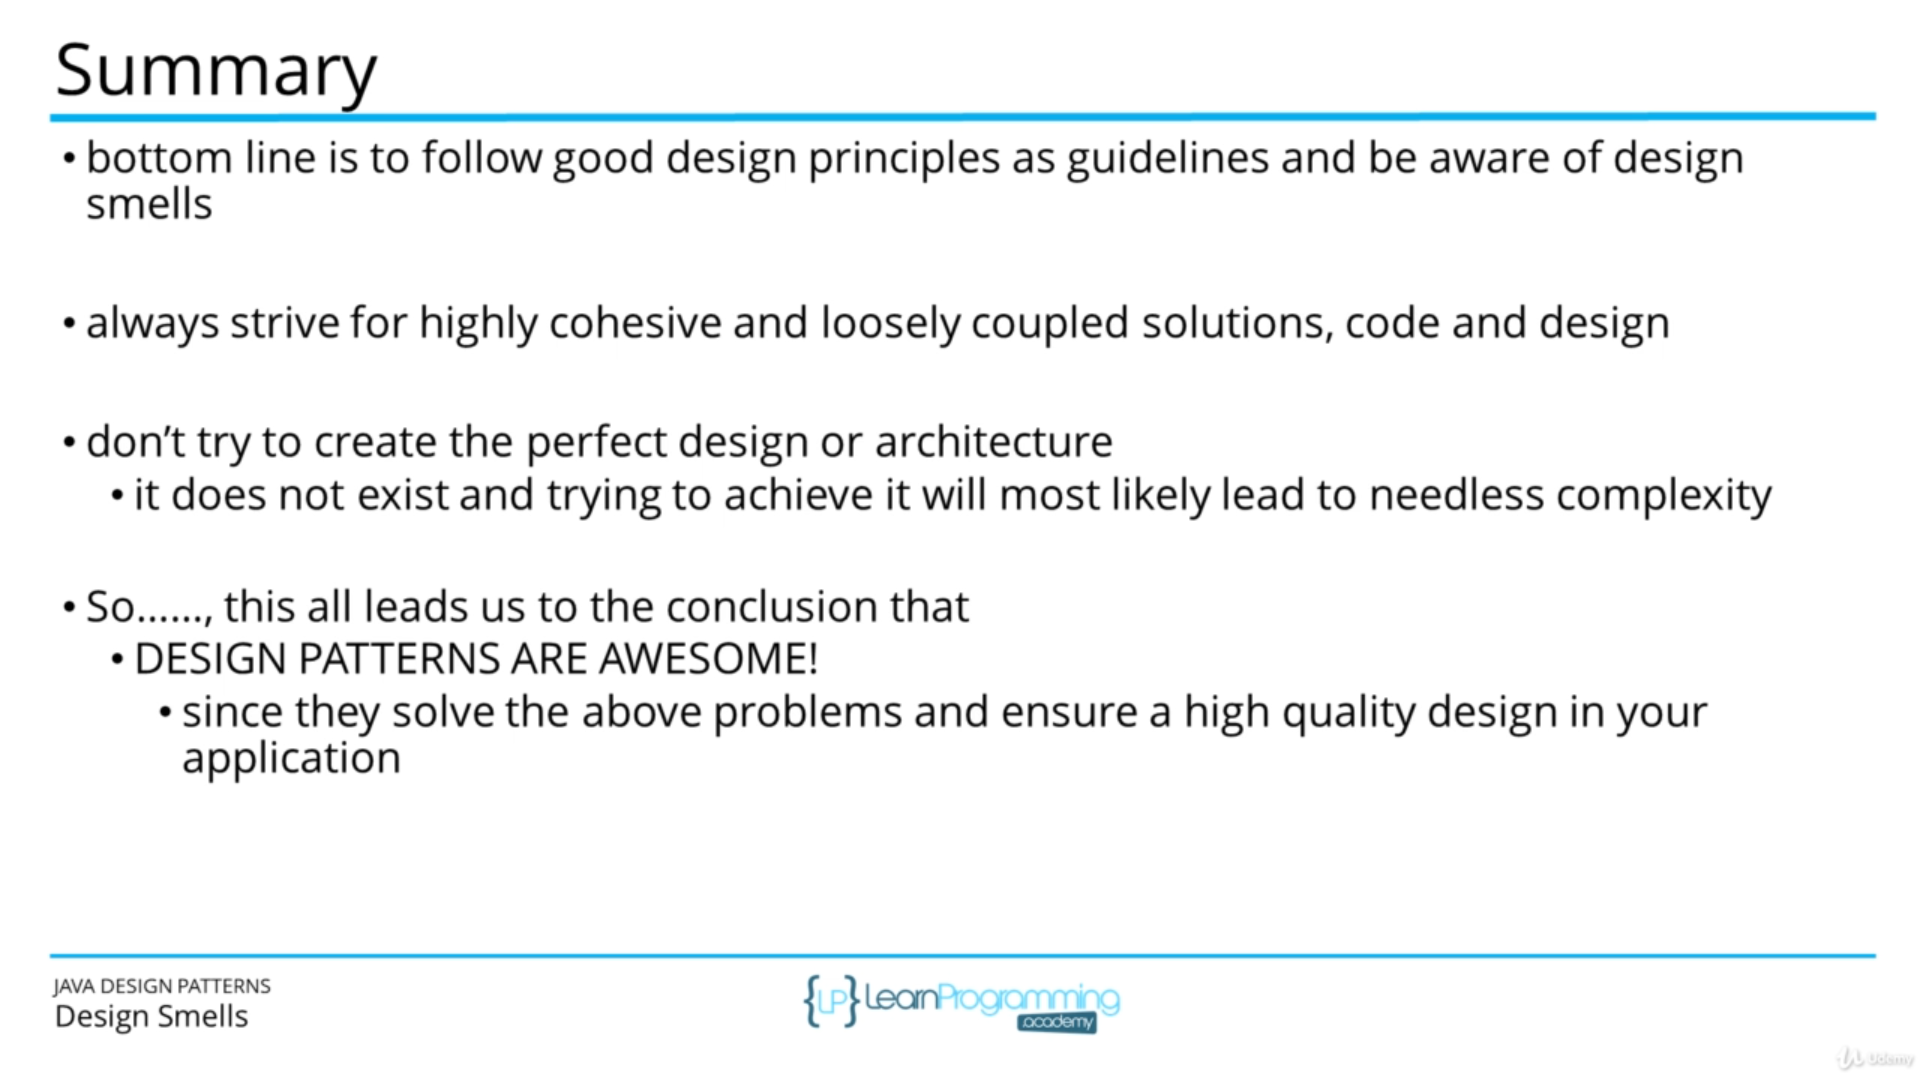 Summary
• bottom line is to follow good design principles as guidelines and be aware of design
smells
• always strive for highly cohesive and loosely coupled solutions, code and design
• don’t try to create the perfect design or architecture
• it does not exist and trying to achieve it will most likely lead to needless complexity
• So......, this all leads us to the conclusion that
• DESIGN PATTERNS ARE AWESOME!
• since they solve the above problems and ensure a high quality design in your
application
JAVA DESIGN PATTERNS
Design Smells
{LP} LearnProgramming
academy
Udemy